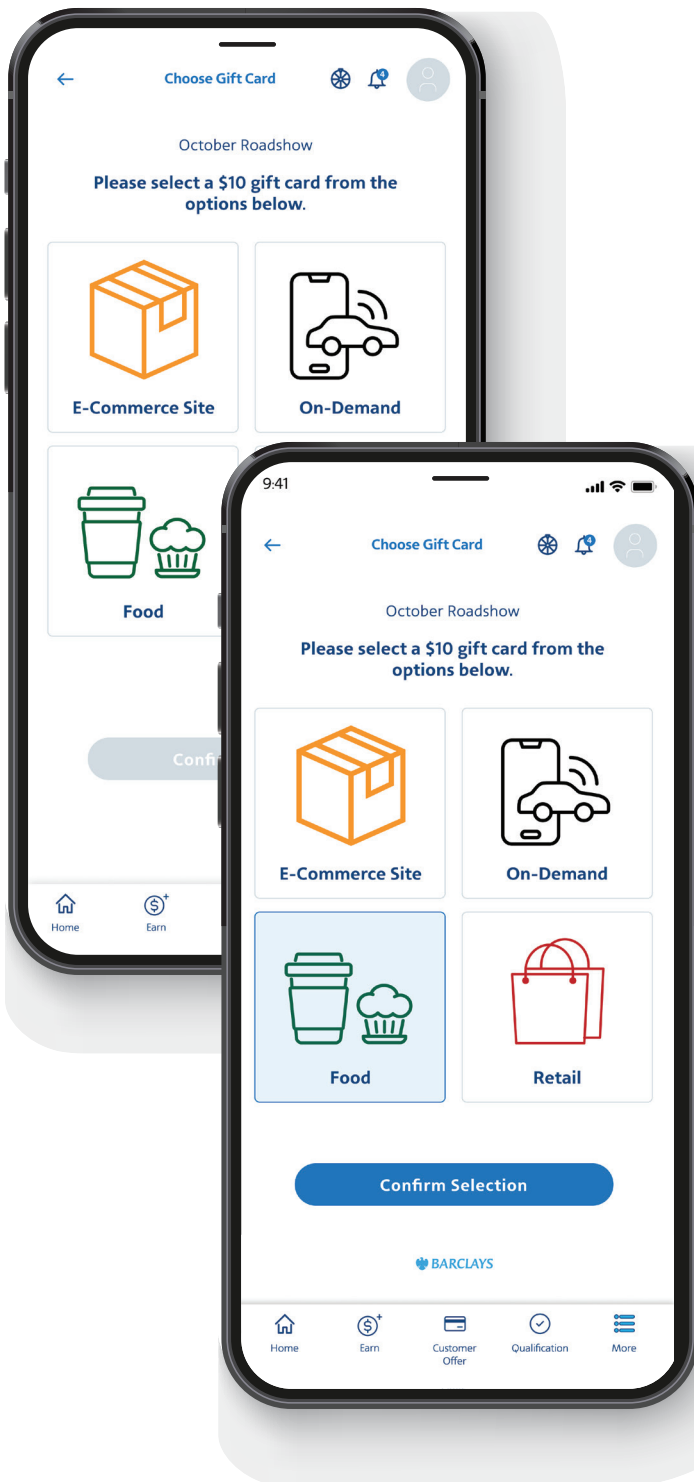 Choose Gift Card
4
October Roadshow
Please select a $10 gift card from the
options below.
E-Commerce Site
On-Demand
Food
Home
Earn
9:41
Choose Gift Card
4
October Roadshow
Please select a $10 gift card from the
options below.
E-Commerce Site
On-Demand
Food
Retail
Confirm Selection
BARCLAYS
Home
Earn
Customer
Offer
Qualification
More